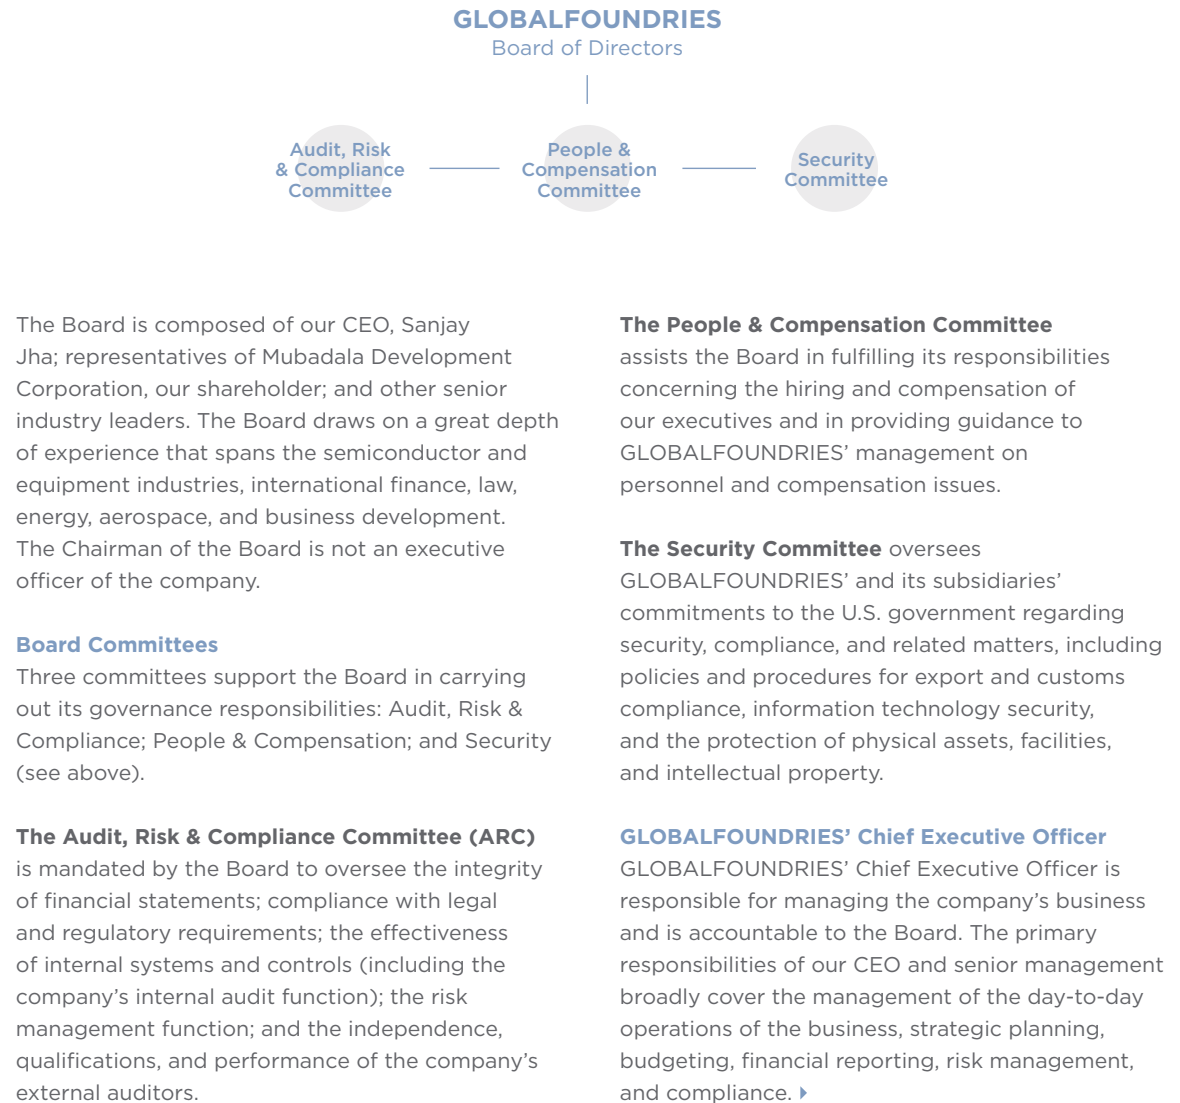 GLOBALFOUNDRIES
Board of Directors
Audit, Risk
& Compliance
Committee
People &
Compensation
Committee
Security
Committee
The Board is composed of our CEO, Sanjay
Jha; representatives of Mubadala Development
Corporation, our shareholder; and other senior
industry leaders. The Board draws on a great depth
of experience that spans the semiconductor and
equipment industries, international finance, law,
energy, aerospace, and business development.
The Chairman of the Board is not an executive
officer of the company.
Board Committees
Three committees support the Board in carrying
out its governance responsibilities: Audit, Risk &
Compliance; People & Compensation; and Security
(see above).
The Audit, Risk & Compliance Committee (ARC)
is mandated by the Board to oversee the integrity
of financial statements; compliance with legal
and regulatory requirements; the effectiveness
of internal systems and controls (including the
company’s internal audit function); the risk
management function; and the independence,
qualifications, and performance of the company’s
external auditors.
The People & Compensation Committee
assists the Board in fulfilling its responsibilities
concerning the hiring and compensation of
our executives and in providing guidance to
GLOBALFOUNDRIES’ management on
personnel and compensation issues.
The Security Committee oversees
GLOBALFOUNDRIES’ and its subsidiaries’
commitments to the U.S. government regarding
security, compliance, and related matters, including
policies and procedures for export and customs
compliance, information technology security,
and the protection of physical assets, facilities,
and intellectual property.
GLOBALFOUNDRIES’ Chief Executive Officer
GLOBALFOUNDRIES’ Chief Executive Officer is
responsible for managing the company’s business
and is accountable to the Board. The primary
responsibilities of our CEO and senior management
broadly cover the management of the day-to-day
operations of the business, strategic planning,
budgeting, financial reporting, risk management,
and compliance.